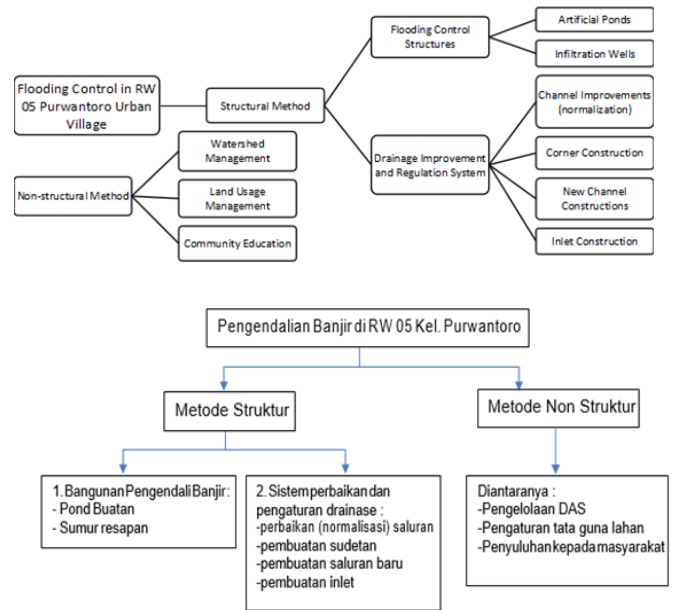 Flooding Control in RW
05 Purwantoro Urban
Village
Structural Method
Flooding Control
Structures
Artificial Ponds
Infiltration Wells
Drainage Improvement
and Regulation System
Channel Improvements
(normalization)
Corner Construction
New Channel
Constructions
Inlet Construction
Non-structural Method
Watershed
Management
Land Usage
Management
Community Education
Pengendalian Banjir di RW 05 Kel. Purwantoro
Metode Struktur
Metode Non Struktur
1. Bangunan Pengendali Banjir:
- Pond Buatan
- Sumur resapan
2. Sistem perbaikan dan
pengaturan drainase :
-perbaikan (normalisasi) saluran
-pembuatan sudetan
-pembuatan saluran baru
-pembuatan inlet
Diantaranya :
-Pengelolaan DAS
-Pengaturan tata guna lahan
-Penyuluhan kepada masyarakat